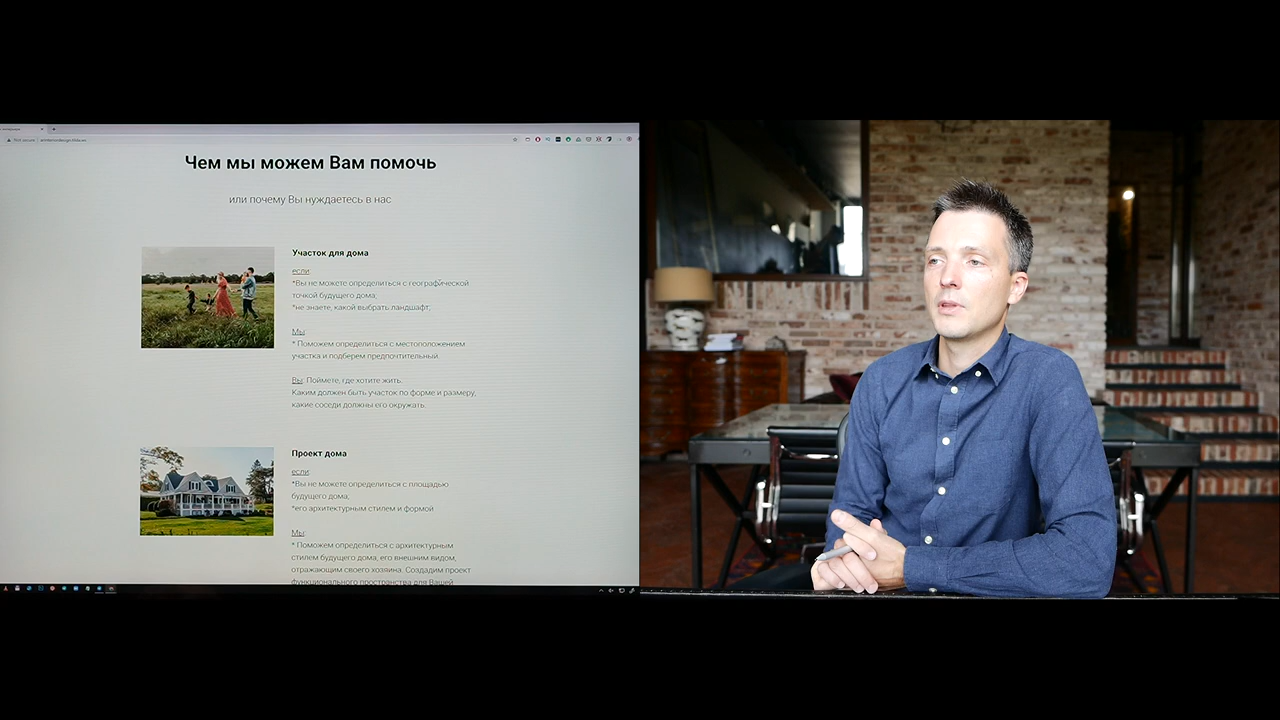 Чем мы можем Вам помочь
или почему Вы нуждаетесь в нас
Участок для дома
если:
*Вы не можете определиться с географической
точкой будущего дома;
*не знаете, какой выбрать ландшафт;
Мы:
* Поможем определиться с местоположением
участка и подберем предпочтительный.
Вы: Поймете, где хотите жить.
Каким должен быть участок по форме и размеру,
какие соседи должны его окружать.
Проект дома
если:
*Вы не можете определиться с площадью
будущего дома,
*его архитектурным стилем и формой
Мы:
* Поможем определиться с архитектурным
стилем будущего дома, его внешним видом,
отражающим своего хозяина. Создадим проект
функционального пространства для Вашей